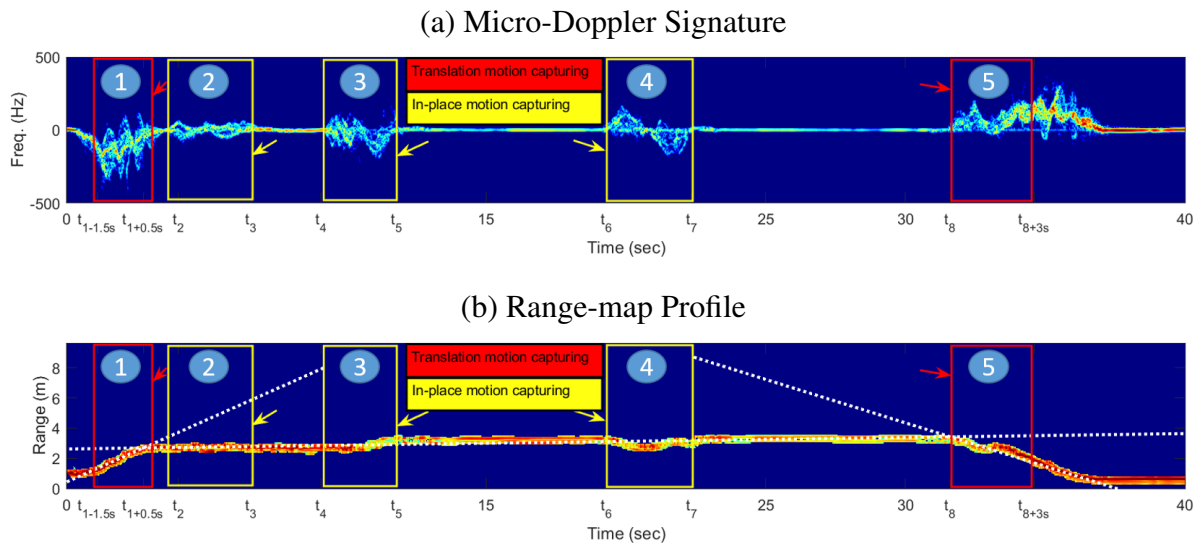 (a) Micro-Doppler Signature
500
0
-500
Freq. (Hz)
1
2
3
Translation motion capturing
In-place motion capturing
4
5
0 t1-1.5s t1+0.5s t2 t3 t4 t5 15 t6 t7 25 30 t8 t8+3s 40
Time (sec)
(b) Range-map Profile
8
6
4
2
0
Range (m)
1
2
3
Translation motion capturing
In-place motion capturing
4
5
0 t1-1.5s t1+0.5s t2 t3 t4 t5 15 t6 t7 25 30 t8 t8+3s 40
Time (sec)